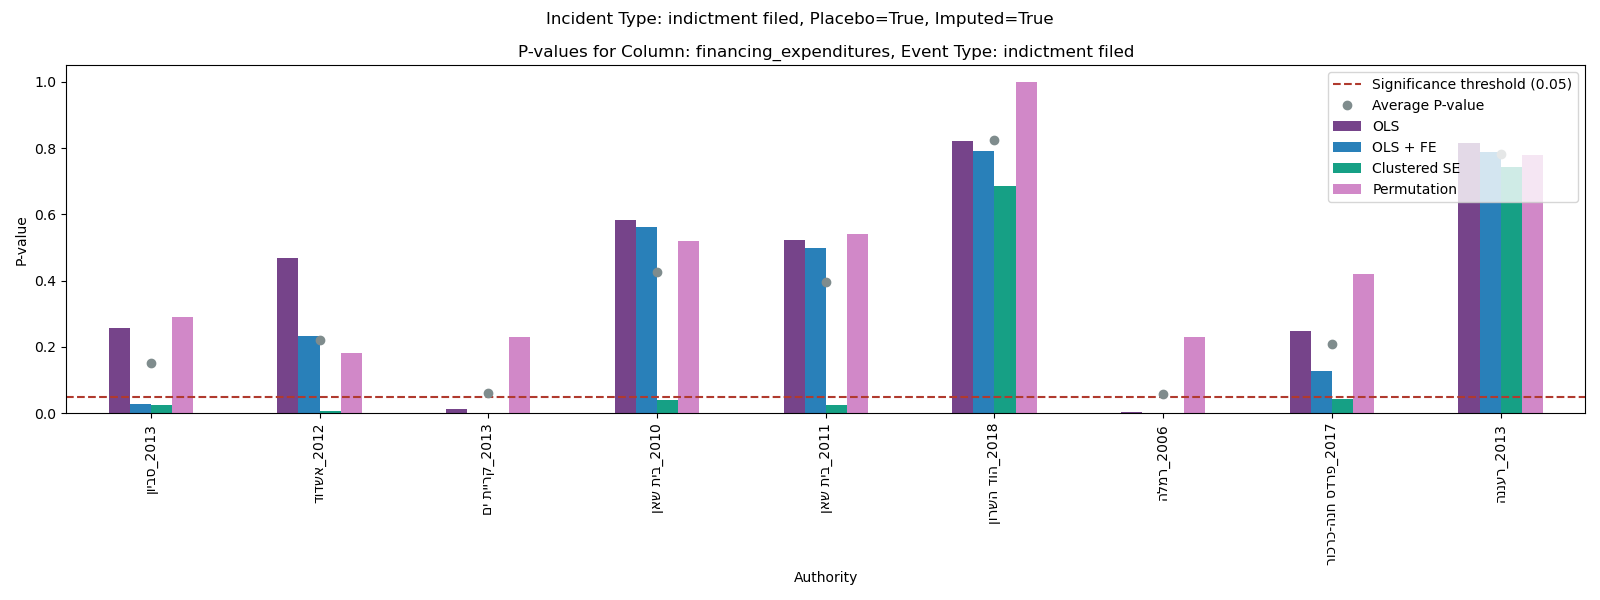 Incident Type: indictment filed, Placebo=True, Imputed=True
P-values for Column: financing_expenditures, Event Type: indictment filed
Significance threshold (0.05)
Average P-value
OLS
OLS + FE
Clustered SE
Permutation
P-value
1.0
0.8
0.6
0.4
0.2
0.0
סביון_2013
אשדוד_2012
קריית ים_2013
בית שאן_2010
בית שאן_2011
הוד השרון_2018
רמלה_2006
פרדס חנה-כרכור_2017
רעננה_2013
Authority